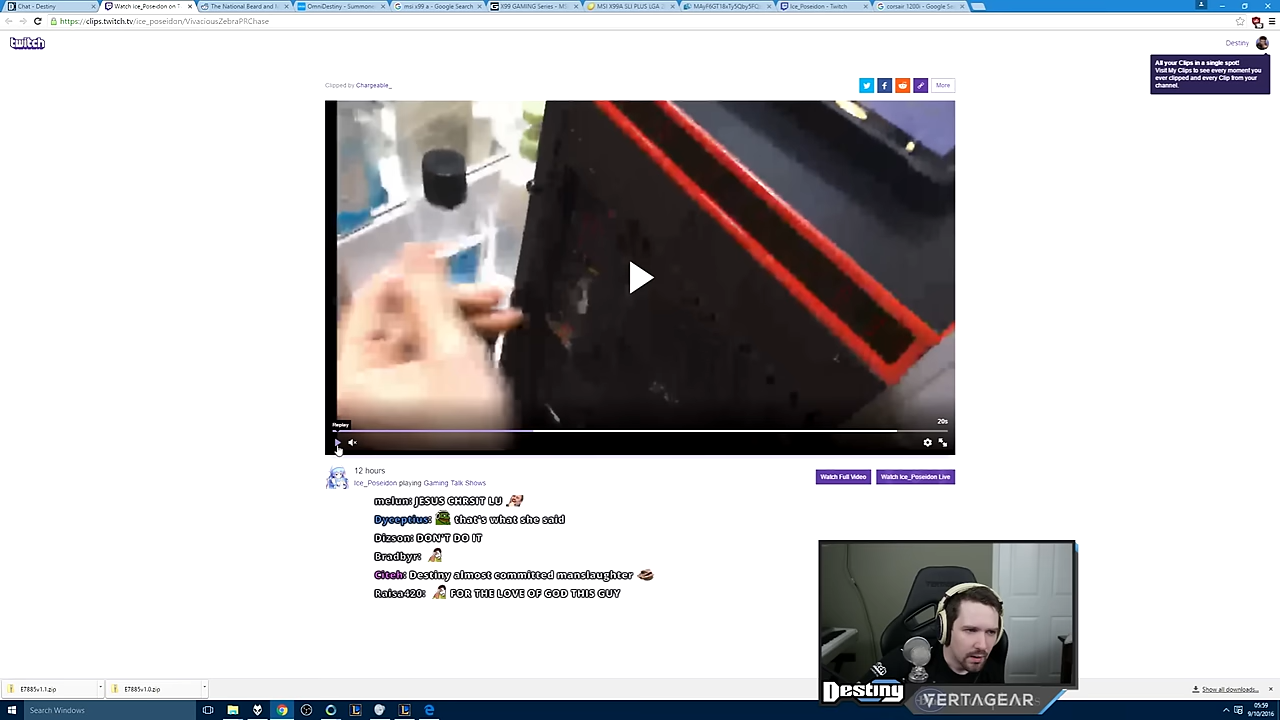 Chat - Destiny
Watch Ice_Poseidon on T
The National Beard and
OmniDestiny - Summon
msi x99 a - Google Search
X99 GAMING Series - MS
MSI X99A SLI PLUS LGA
Ice_Poseidon - Twitch
corsair 1200i - Google Se
https://clips.twitch.tv/ice_poseidon/VivaciousZebraPRChase
twitch
Destiny
All your Clips in a single spot!
Visit My Clips to see every moment you
ever clipped and every Clip from your
channel.
Clipped by Chargeable_
More
20s
Replay
12 hours
Ice_Poseidon playing Gaming Talk Shows
Watch Full Video
Watch Ice_Poseidon Live
melun: JESUS CHRSIT LU
Dyceptius: that's what she said
Dizson: DON'T DO IT
Bradbyr:
Citeh: Destiny almost committed manslaughter
Raisa420: FOR THE LOVE OF GOD THIS GUY
Destiny
VERTAGEAR
E7885v1.1.zip
E7885v1.0.zip
Show all downloads...
Search Windows
05:59
9/10/2016